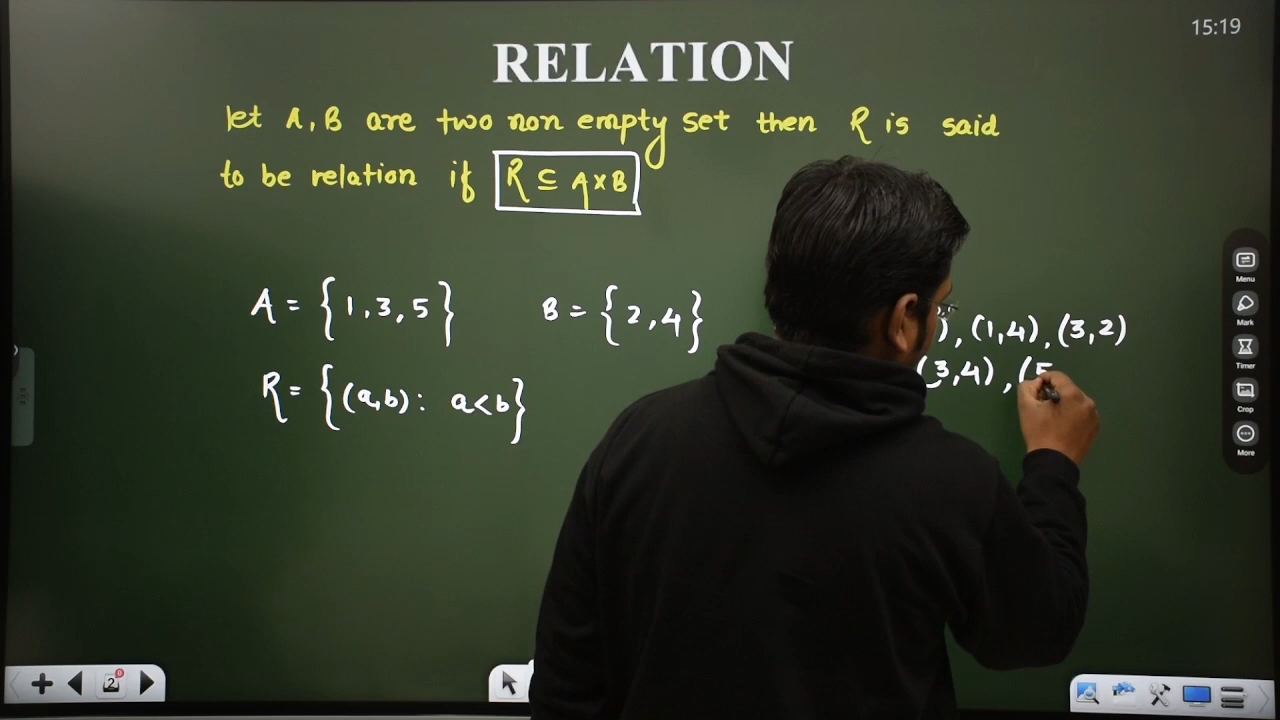 15:19
RELATION
let A, B are two non empty set then R is said
to be relation if R ⊆ A×B
A = {1,3,5} B = {2,4} ), (1,4), (3,2)
(3,4), (5
R = {(a,b): a<b}
Menu
Mark
Timer
Crop
More
2